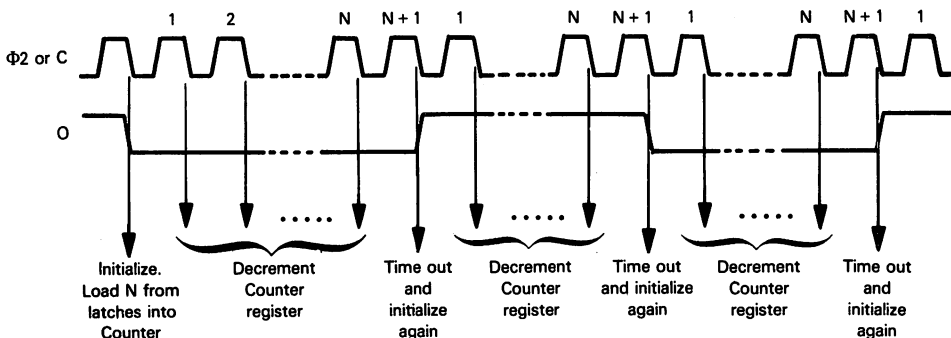 1 2 N N + 1 1 N N + 1 1 N N + 1 1
Φ2 or C
O
Initialize.
Load N from
latches into
Counter
Decrement
Counter
register
Time out
and
initialize
again
Decrement
Counter
register
Time out
and initialize
again
Decrement
Counter
register
Time out
and
initialize
again